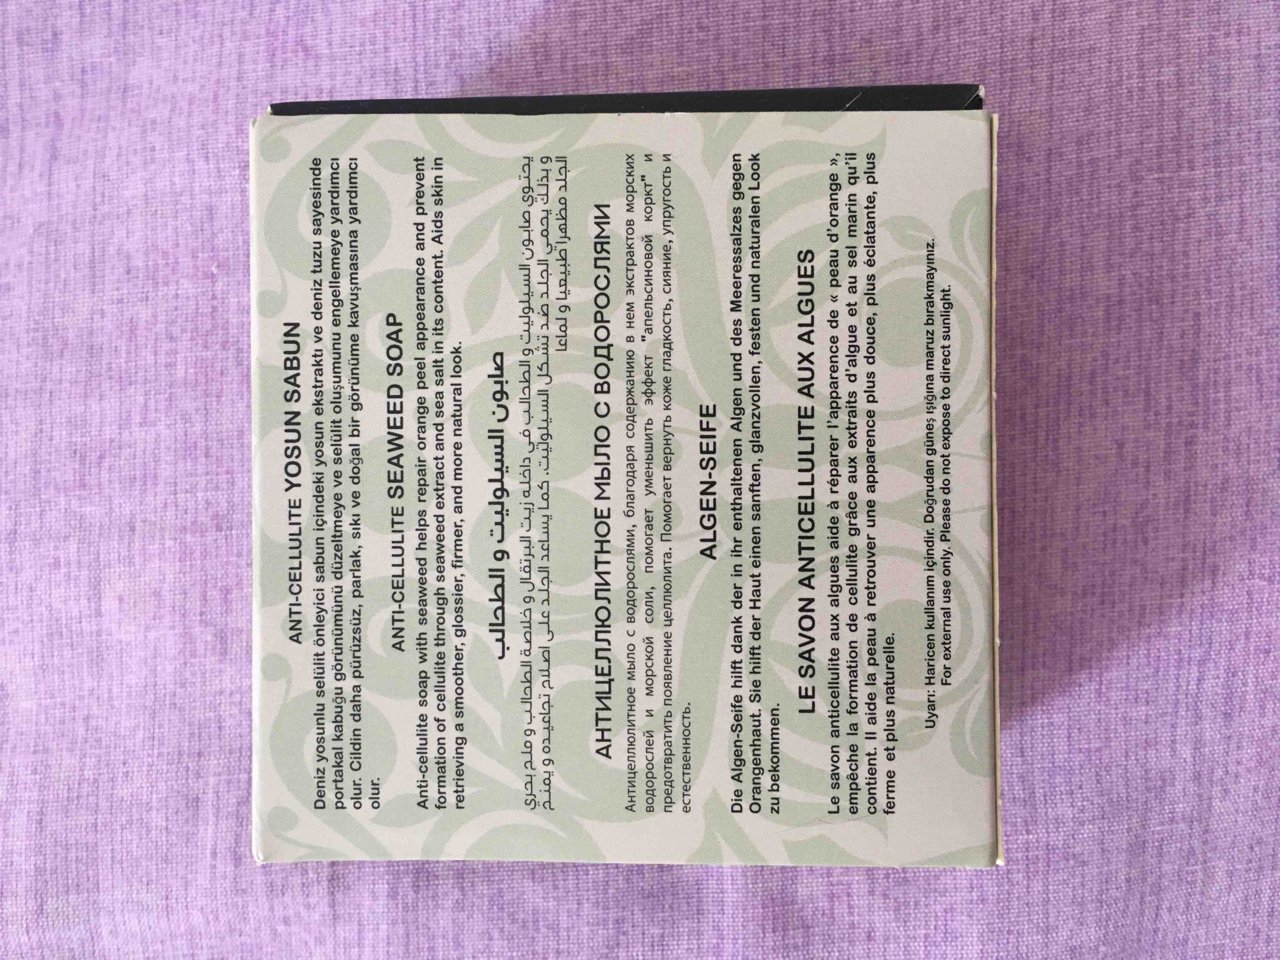 ANTI-CELLULITE YOSUN SABUN
Deniz yosunlu selülit önleyici sabun içindeki yosun ekstraktı ve deniz tuzu sayesinde
portakal kabuğu görünümünü düzeltmeye ve selülit oluşumunu engellemeye yardımcı
olur. Cildin daha pürüzsüz, parlak, sıkı ve doğal bir görünüme kavuşmasına yardımcı
olur.
ANTI-CELLULITE SEAWEED SOAP
Anti-cellulite soap with seaweed helps repair orange peel appearance and prevent
formation of cellulite through seaweed extract and sea salt in its content. Aids skin in
retrieving a smoother, glossier, firmer, and more natural look.
صابون السيلوليت و الطحالب
يحتوي صابون السيلوليت و الطحالب في داخله زيت البرتقال و خلاصة الطحالب و ملح بحري
و بذلك يحمي الجلد ضد تشكل السيلوليت. كما يساعد الجلد على اصلاح تجاعيده و يمنح
الجلد مظهرا طبيعيا و لماعا
АНТИЦЕЛЛЮЛИТНОЕ МЫЛО С ВОДОРОСЛЯМИ
Антицеллюлитное мыло с водорослями, благодаря содержанию в нем экстрактов морских
водорослей и морской соли, помогает уменьшить эффект "апельсиновой коркт" и
предотвратить появление целлюлита. Помогает вернуть коже гладкость, сияние, упругость и
естественность.
ALGEN-SEIFE
Die Algen-Seife hilft dank der in ihr enthaltenen Algen und des Meeressalzes gegen
Orangenhaut. Sie hilft der Haut einen sanften, glanzvollen, festen und naturalen Look
zu bekommen.
LE SAVON ANTICELLULITE AUX ALGUES
Le savon anticellulite aux algues aide à réparer l'apparence de « peau d'orange »,
empêche la formation de cellulite grâce aux extraits d'algue et au sel marin qu'il
contient. Il aide la peau à retrouver une apparence plus douce, plus éclatante, plus
ferme et plus naturelle.
Uyarı: Haricen kullanım içindir. Doğrudan güneş ışığına maruz bırakmayınız.
For external use only. Please do not expose to direct sunlight.